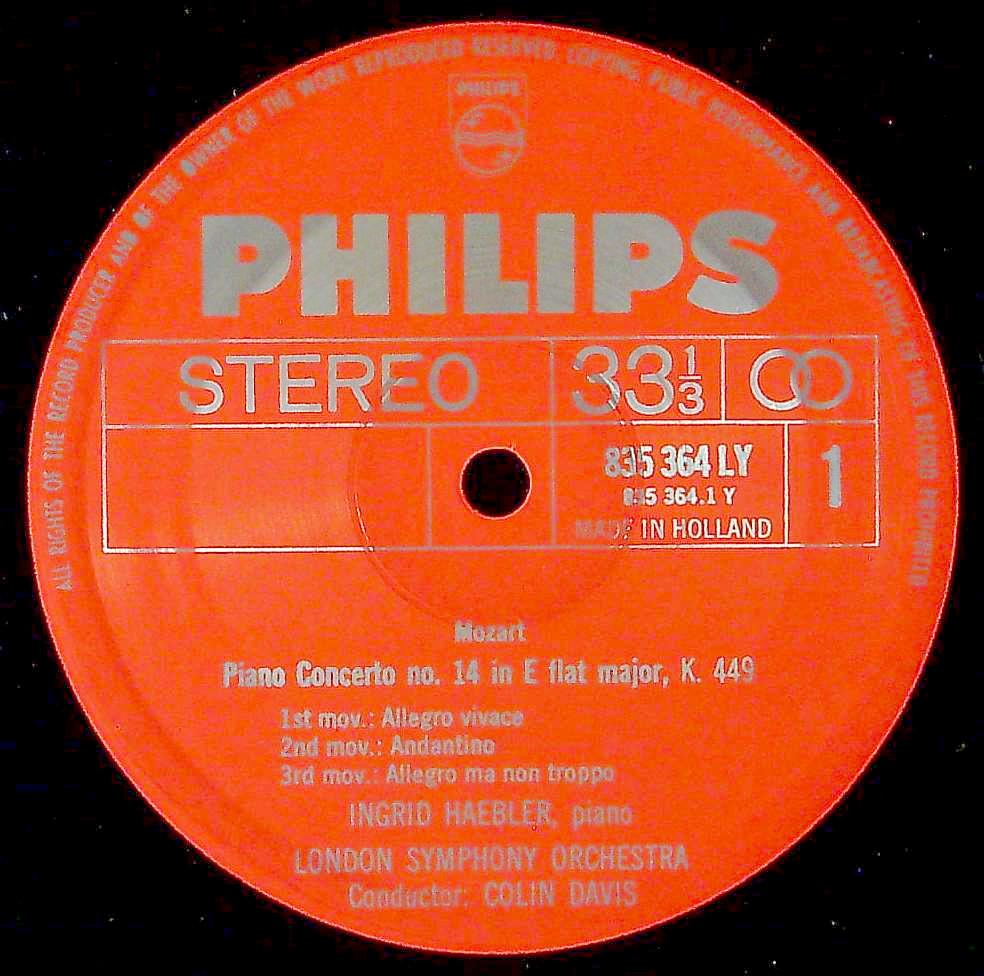 ALL RIGHTS OF THE RECORD PRODUCER AND OF THE OWNER OF THE WORK REPRODUCED RESERVED. COPYING, PUBLIC PERFORMANCE AND BROADCASTING OF THIS RECORD PROHIBITED
PHILIPS
PHILIPS
STEREO 33 1/3
835 364 LY
835 364.1 Y
1
MADE IN HOLLAND
Mozart
Piano Concerto no. 14 in E flat major, K. 449
1st mov.: Allegro vivace
2nd mov.: Andantino
3rd mov.: Allegro ma non troppo
INGRID HAEBLER, piano
LONDON SYMPHONY ORCHESTRA
Conductor: COLIN DAVIS